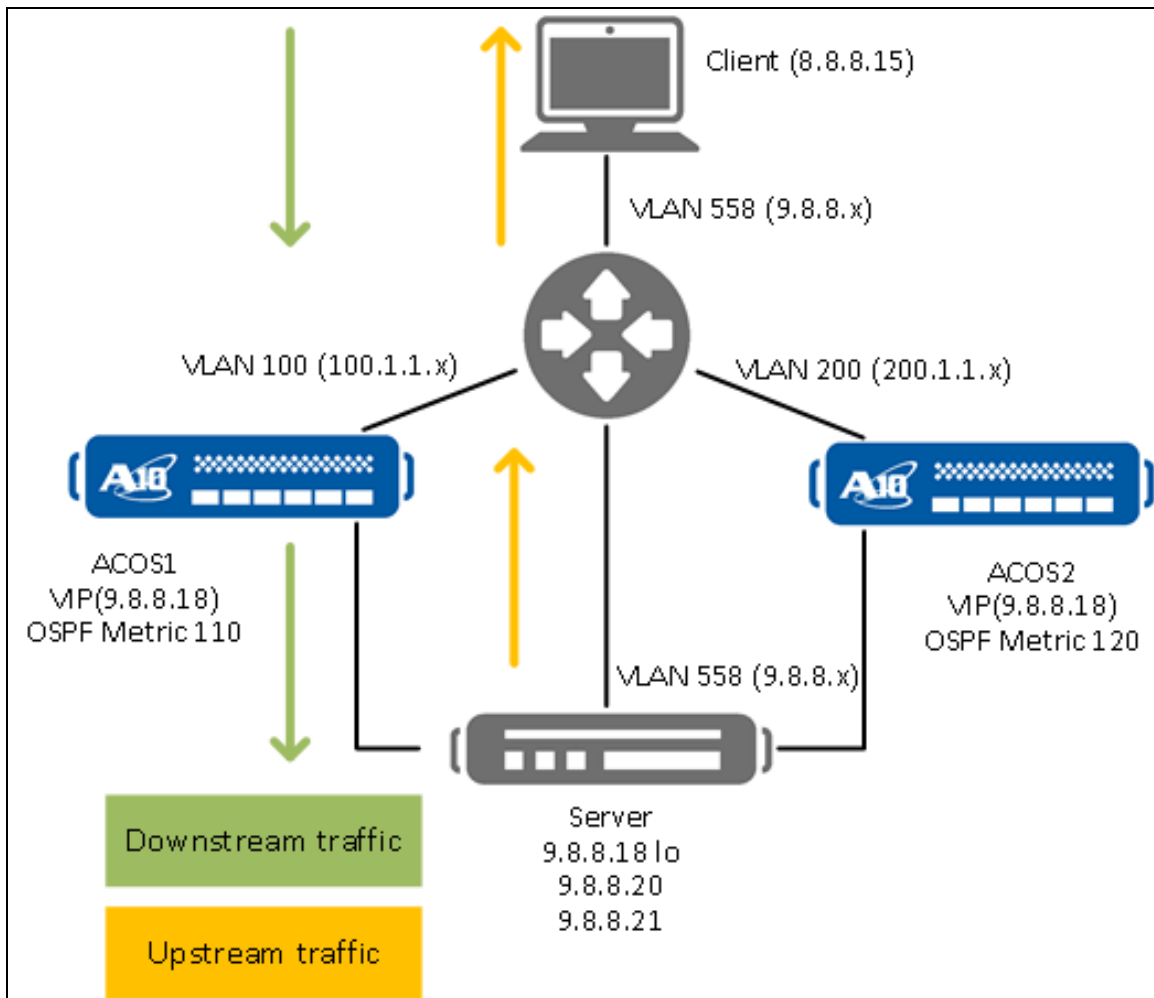 Client (8.8.8.15)
VLAN 558 (9.8.8.x)
VLAN 100 (100.1.1.x)
VLAN 200 (200.1.1.x)
A10
A10
ACOS1
VIP(9.8.8.18)
OSPF Metric 110
ACOS2
VIP(9.8.8.18)
OSPF Metric 120
VLAN 558 (9.8.8.x)
Server
9.8.8.18 lo
9.8.8.20
9.8.8.21
Downstream traffic
Upstream traffic